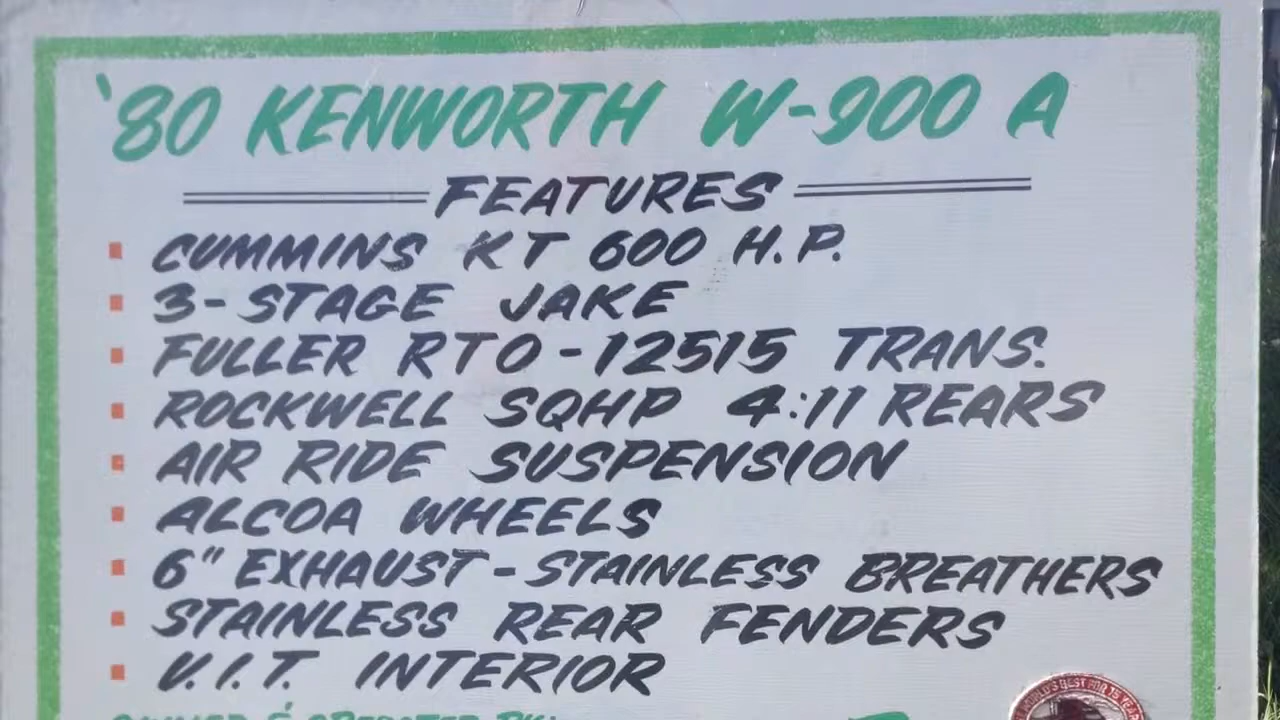 '80 KENWORTH W-900 A
FEATURES
CUMMINS KT 600 H.P.
3-STAGE JAKE
FULLER RTO-12515 TRANS.
ROCKWELL SQHP 4:11 REARS
AIR RIDE SUSPENSION
ALCOA WHEELS
6" EXHAUST-STAINLESS BREATHERS
STAINLESS REAR FENDERS
V.I.T. INTERIOR